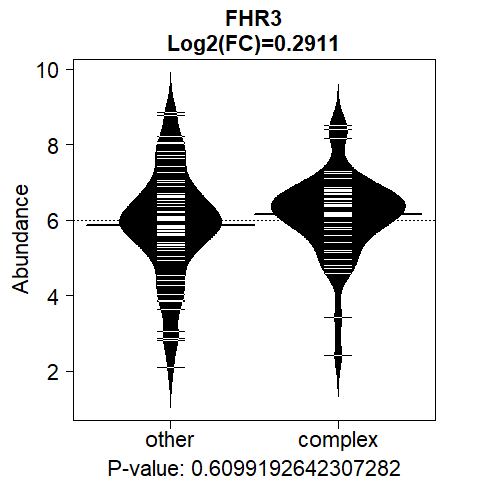 FHR3
Log2(FC)=0.2911
10
8
6
4
2
Abundance
other complex
P-value: 0.6099192642307282